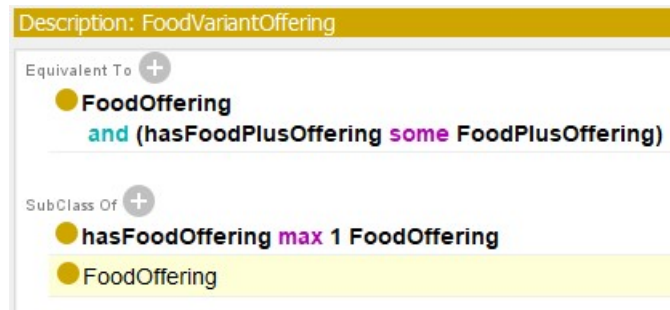 Description: FoodVariantOffering
Equivalent To +
FoodOffering
and (hasFoodPlusOffering some FoodPlusOffering)
SubClass Of +
hasFoodOffering max 1 FoodOffering
FoodOffering